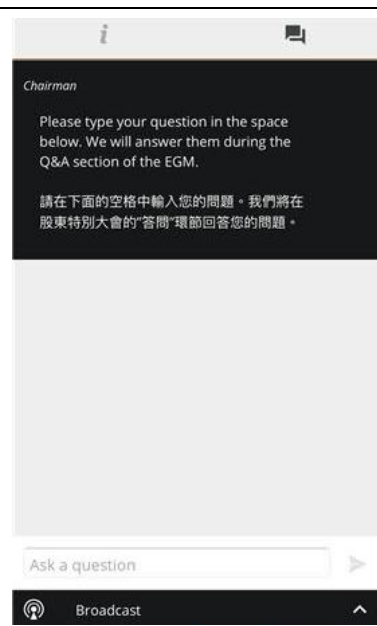 i
Chairman
Please type your question in the space
below. We will answer them during the
Q&A section of the EGM.
請在下面的空格中輸入您的問題。我們將在
股東特別大會的"答問"環節回答您的問題。
Ask a question
Broadcast